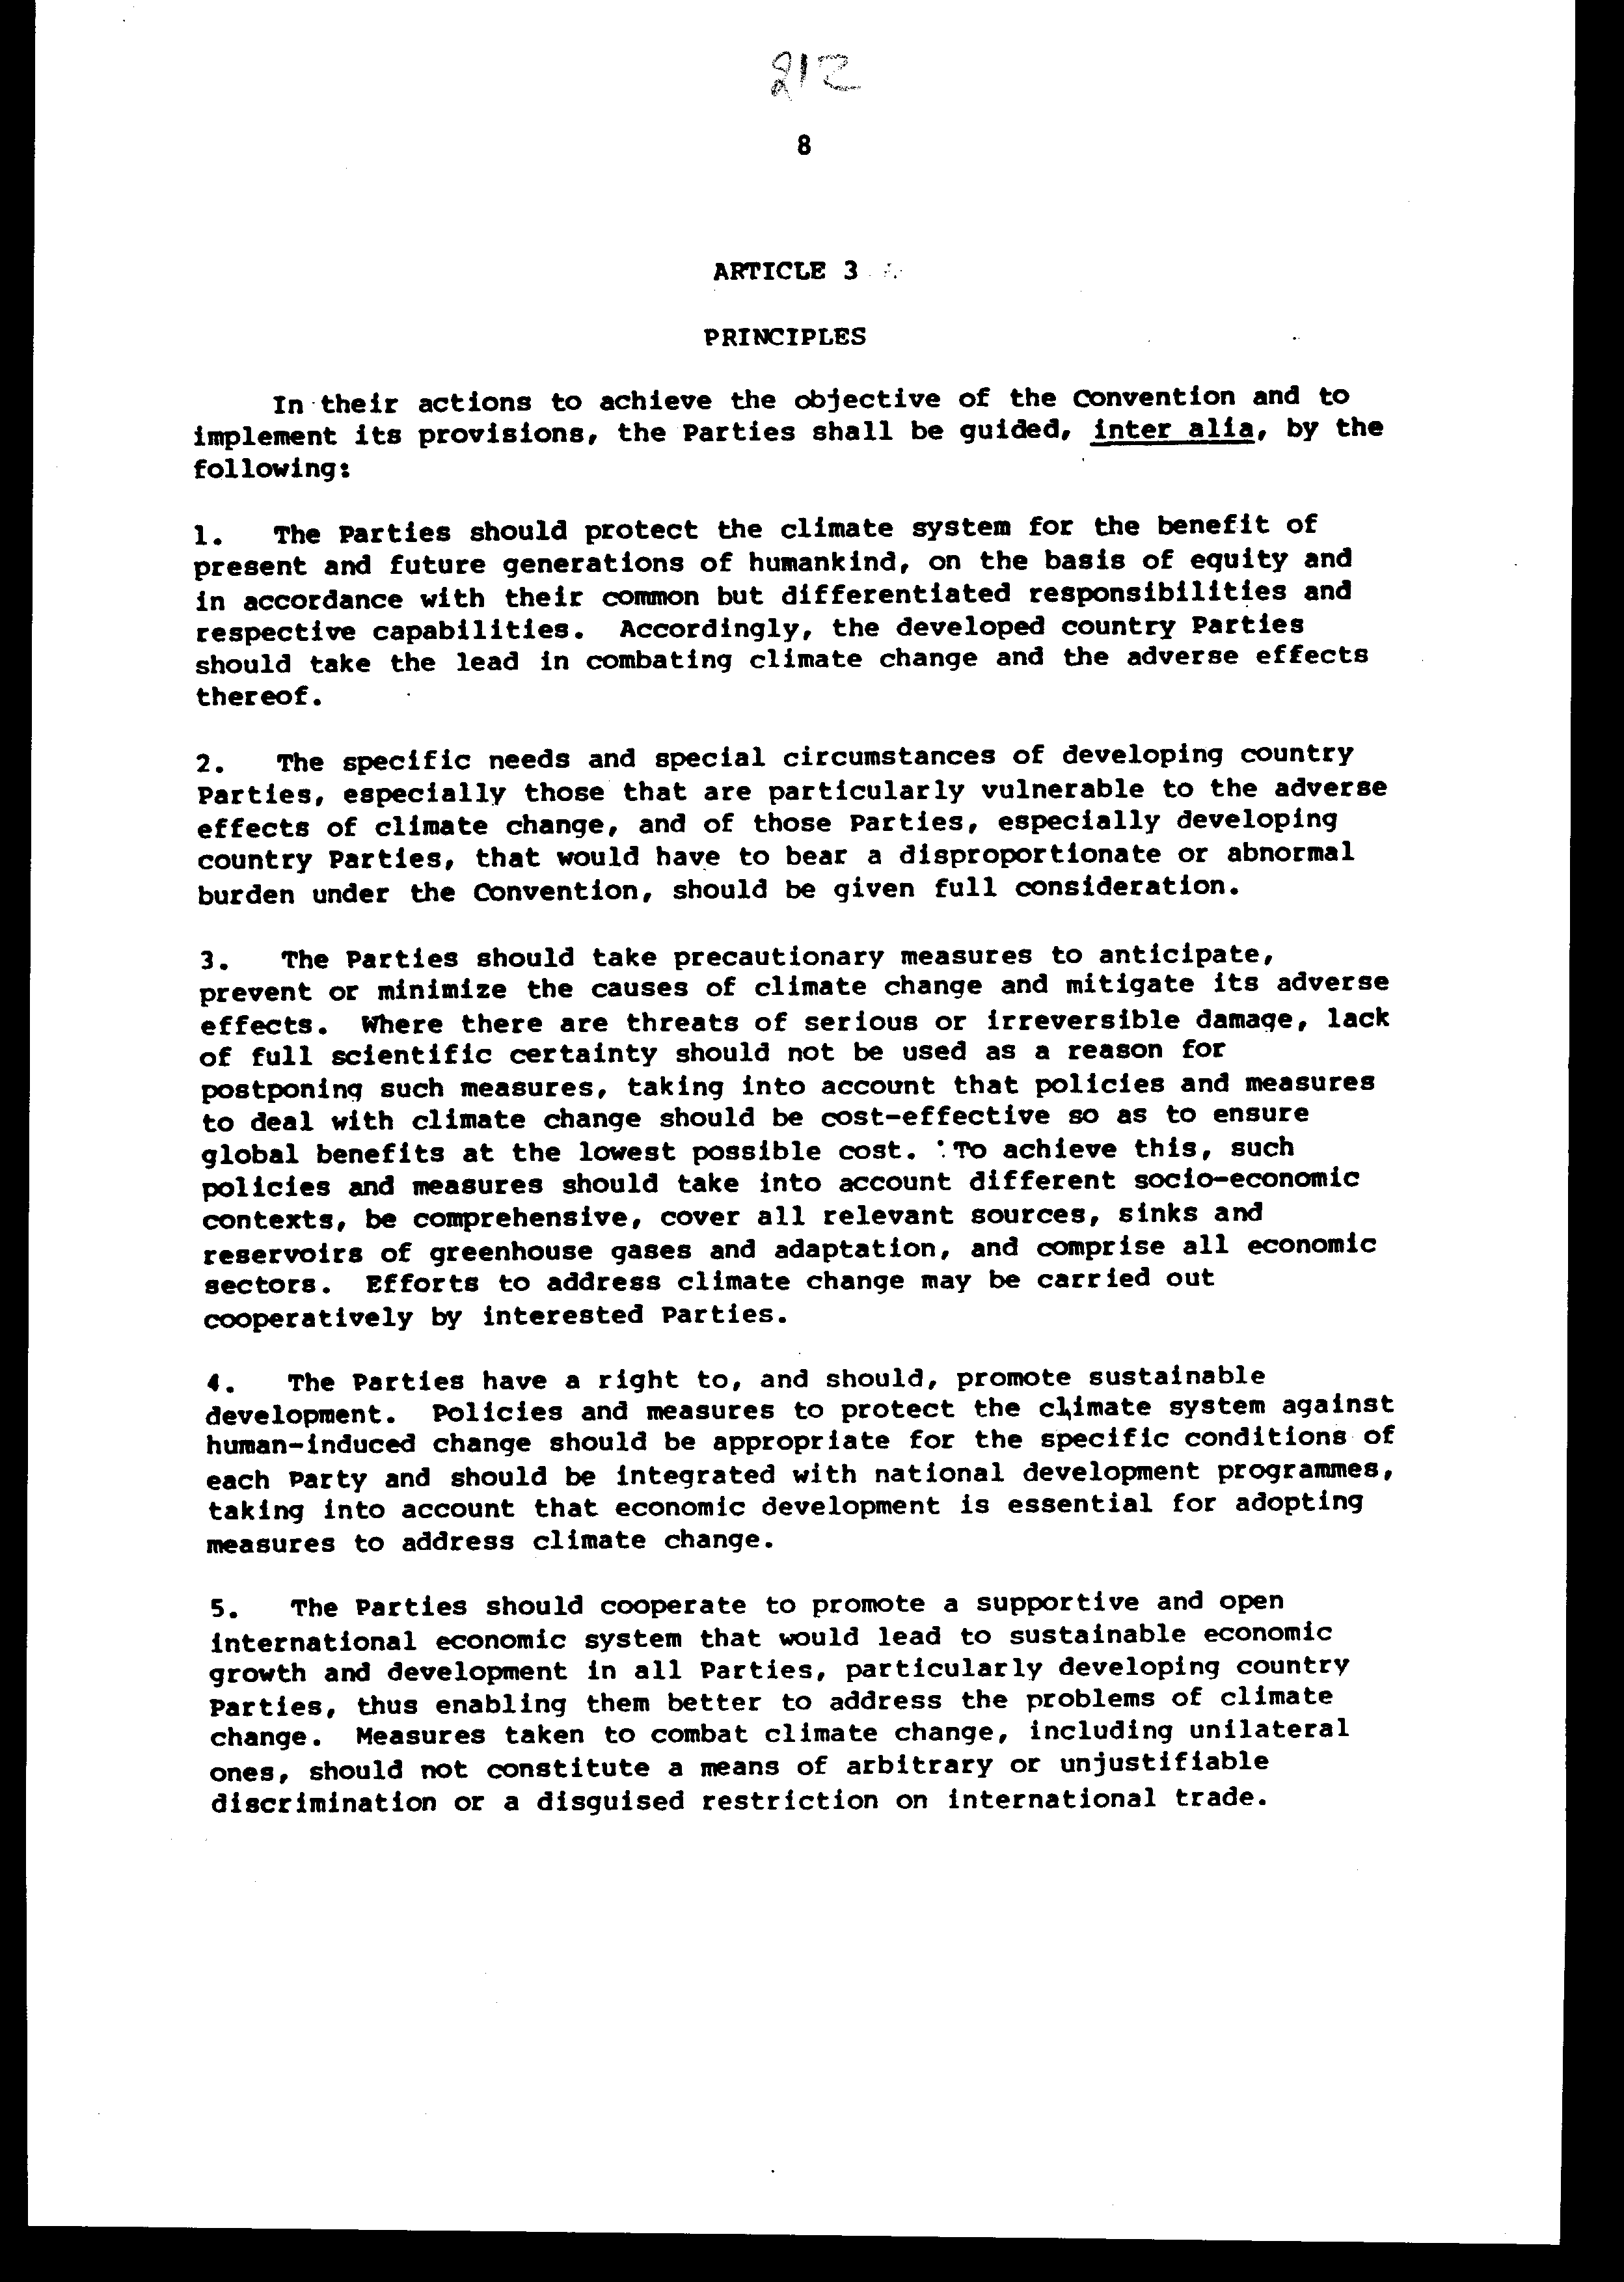 212
8
ARTICLE 3
PRINCIPLES
In their actions to achieve the objective of the Convention and to
implement its provisions, the Parties shall be guided, inter alia, by the
following:
1. The Parties should protect the climate system for the benefit of
present and future generations of humankind, on the basis of equity and
in accordance with their common but differentiated responsibilities and
respective capabilities. Accordingly, the developed country Parties
should take the lead in combating climate change and the adverse effects
thereof.
2. The specific needs and special circumstances of developing country
Parties, especially those that are particularly vulnerable to the adverse
effects of climate change, and of those Parties, especially developing
country Parties, that would have to bear a disproportionate or abnormal
burden under the Convention, should be given full consideration.
3. The Parties should take precautionary measures to anticipate,
prevent or minimize the causes of climate change and mitigate its adverse
effects. Where there are threats of serious or irreversible damage, lack
of full scientific certainty should not be used as a reason for
postponing such measures, taking into account that policies and measures
to deal with climate change should be cost-effective so as to ensure
global benefits at the lowest possible cost. To achieve this, such
policies and measures should take into account different socio-economic
contexts, be comprehensive, cover all relevant sources, sinks and
reservoirs of greenhouse gases and adaptation, and comprise all economic
sectors. Efforts to address climate change may be carried out
cooperatively by interested Parties.
4. The Parties have a right to, and should, promote sustainable
development. Policies and measures to protect the climate system against
human-induced change should be appropriate for the specific conditions of
each Party and should be integrated with national development programmes,
taking into account that economic development is essential for adopting
measures to address climate change.
5. The Parties should cooperate to promote a supportive and open
international economic system that would lead to sustainable economic
growth and development in all Parties, particularly developing country
Parties, thus enabling them better to address the problems of climate
change. Measures taken to combat climate change, including unilateral
ones, should not constitute a means of arbitrary or unjustifiable
discrimination or a disguised restriction on international trade.